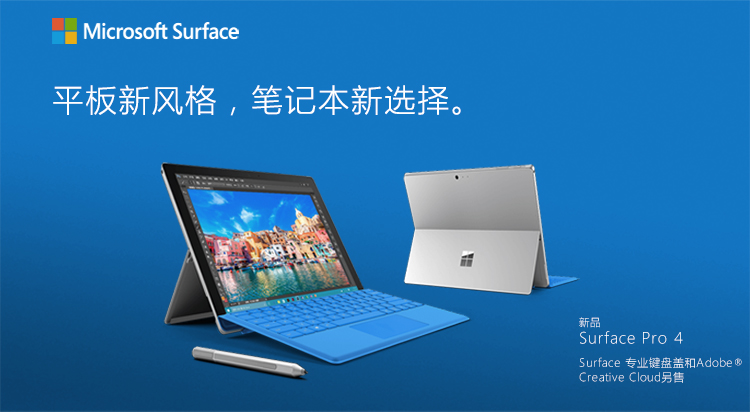 Microsoft Surface
平板新风格，笔记本新选择。
新品
Surface Pro 4
Surface 专业键盘盖和Adobe®
Creative Cloud另售